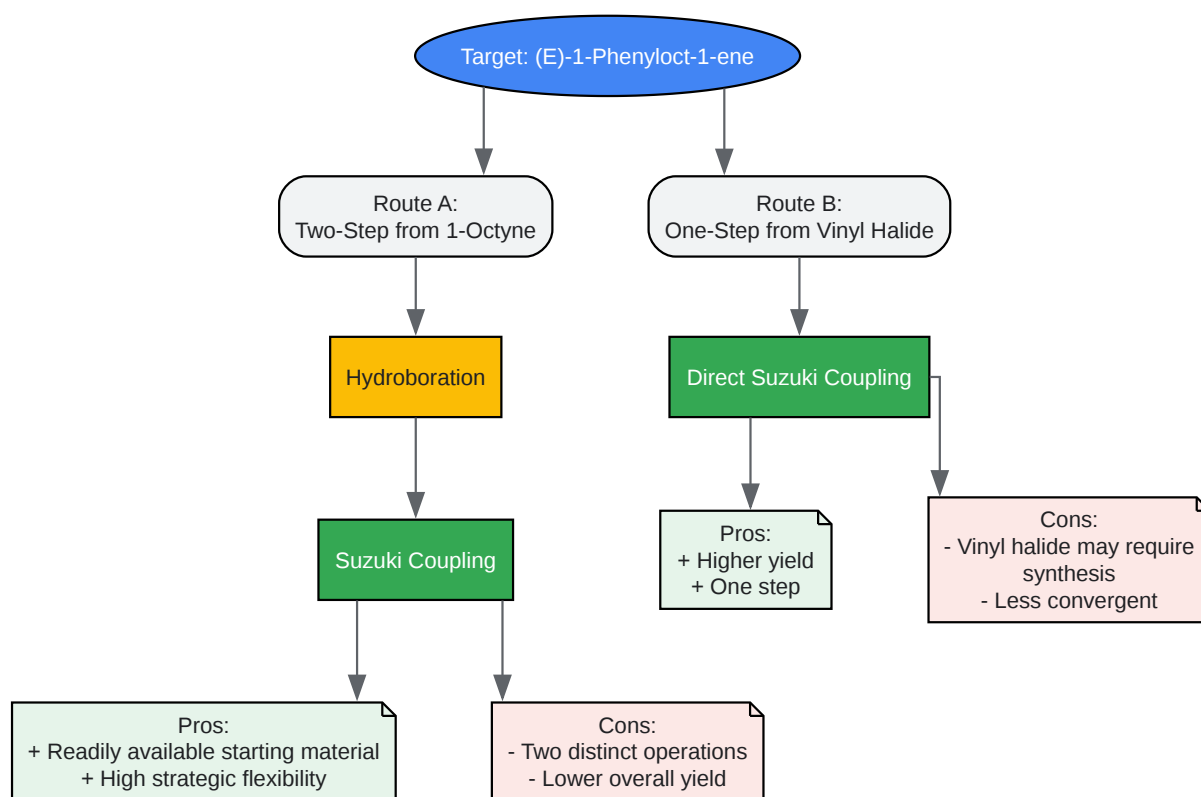 Target: (E)-1-Phenyloct-1-ene
Route A:
Two-Step from 1-Octyne
Route B:
One-Step from Vinyl Halide
Hydroboration
Direct Suzuki Coupling
Suzuki Coupling
Pros:
+ Higher yield
+ One step
Cons:
- Vinyl halide may require
synthesis
- Less convergent
Pros:
+ Readily available starting material
+ High strategic flexibility
Cons:
- Two distinct operations
- Lower overall yield